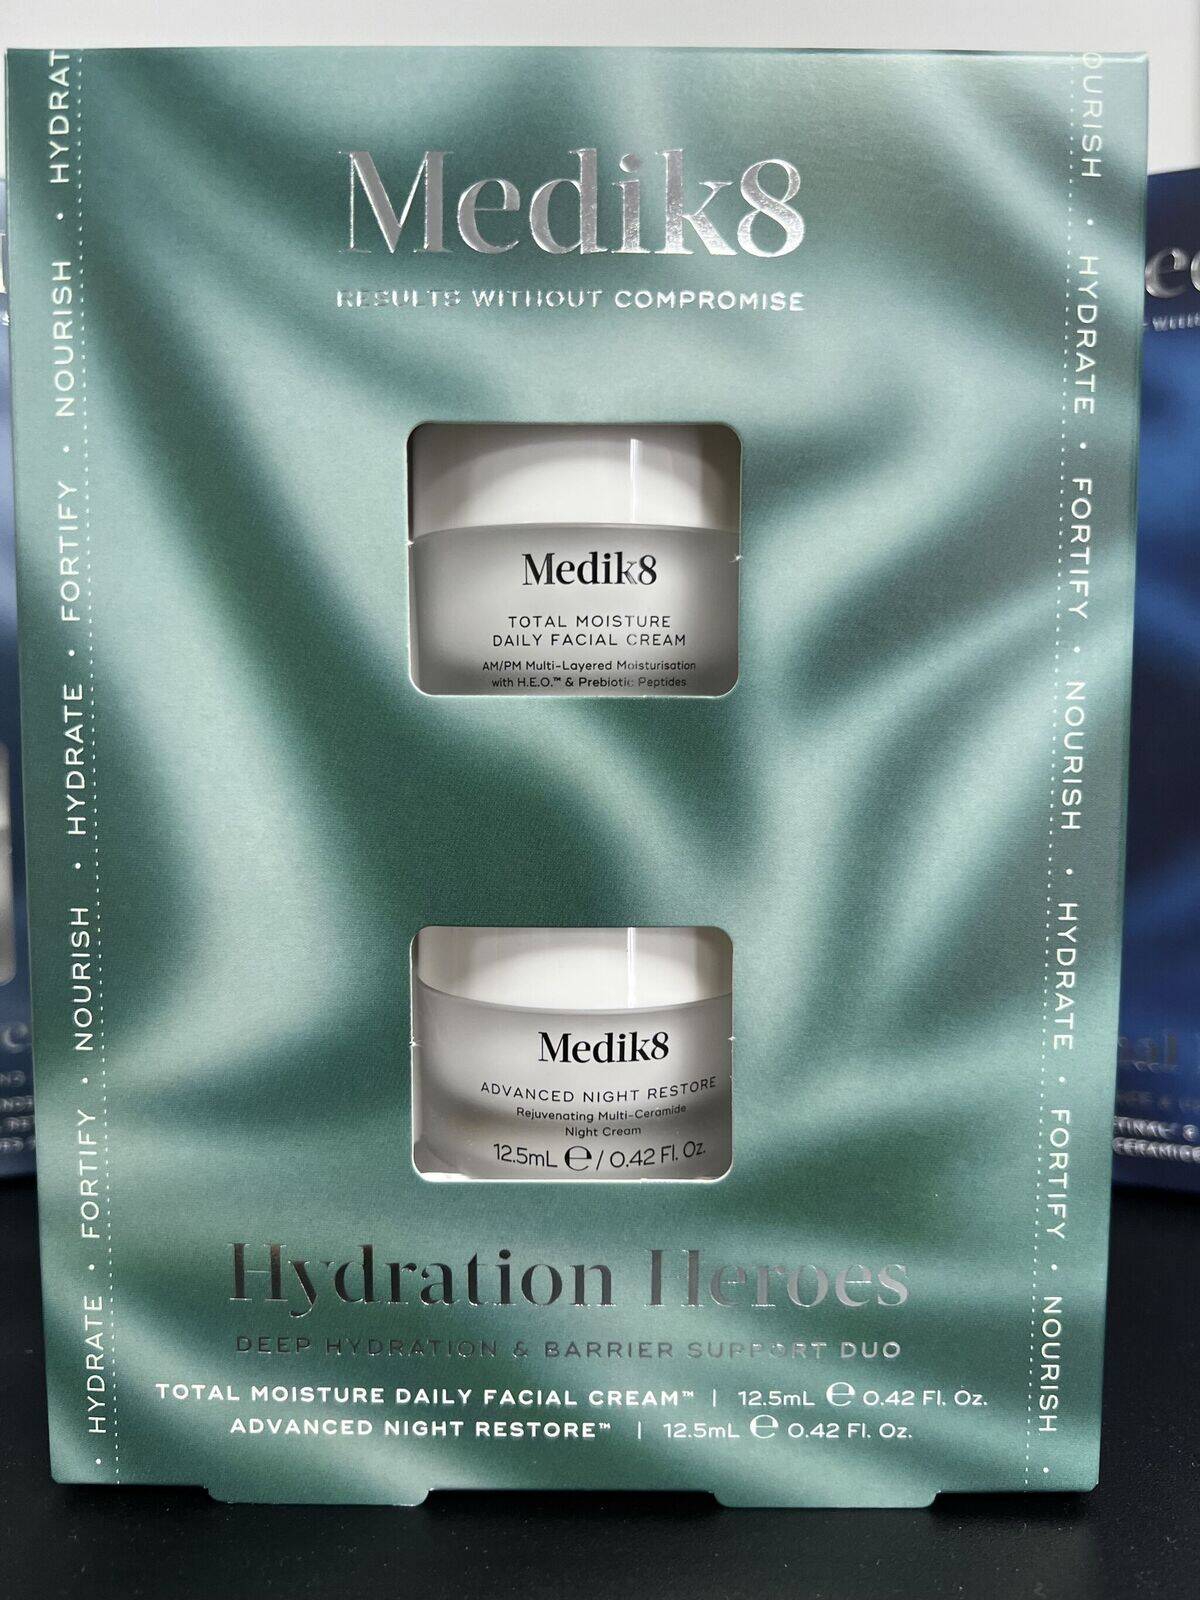 Medik8
RESULTS WITHOUT COMPROMISE
HYDRATE • FORTIFY • NOURISH • HYDRATE • FORTIFY • NOURISH • HYDRAT
OURISH • HYDRATE • FORTIFY • NOURISH • HYDRATE • FORTIFY • NOURISH •
Medik8
TOTAL MOISTURE
DAILY FACIAL CREAM
AM/PM Multi-Layered Moisturisation
with H.E.O.™ & Prebiotic Peptides
Medik8
ADVANCED NIGHT RESTORE
Rejuvenating Multi-Ceramide
Night Cream
12.5mL ℮ / 0.42 Fl. Oz.
Hydration Heroes
DEEP HYDRATION & BARRIER SUPPORT DUO
TOTAL MOISTURE DAILY FACIAL CREAM™ | 12.5mL ℮ 0.42 Fl. Oz.
ADVANCED NIGHT RESTORE™ | 12.5mL ℮ 0.42 Fl. Oz.